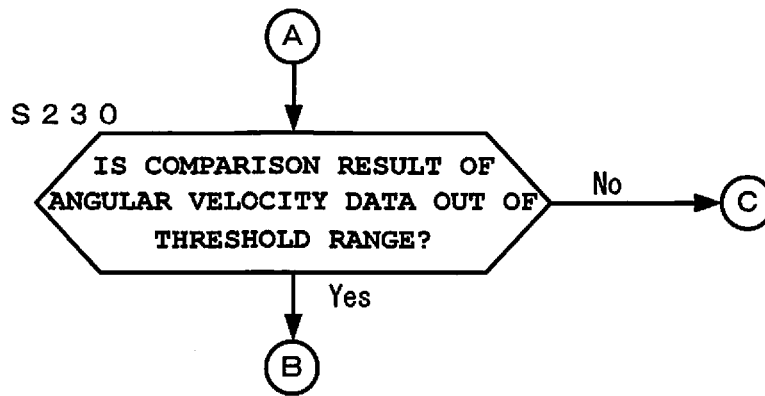 A
S230
IS COMPARISON RESULT OF
ANGULAR VELOCITY DATA OUT OF
THRESHOLD RANGE?
No
C
Yes
B